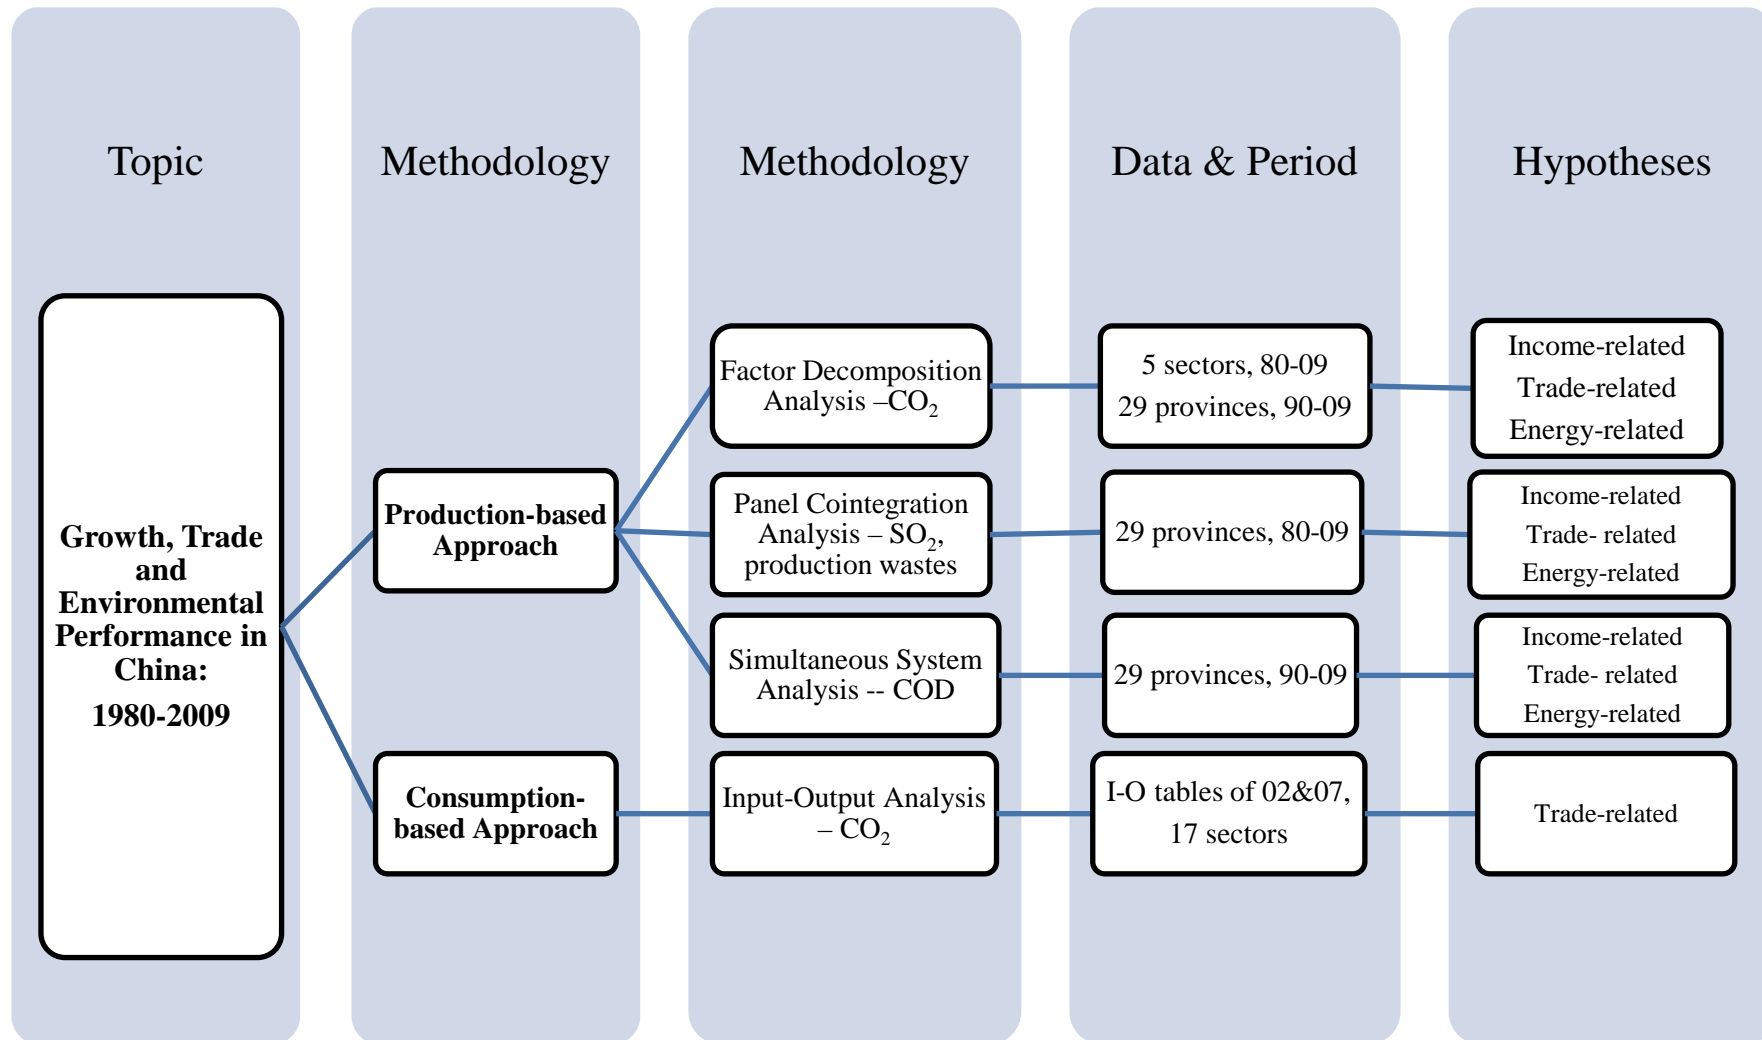 Topic
Methodology
Methodology
Data & Period
Hypotheses
Growth, Trade
and
Environmental
Performance in
China:
1980-2009
Production-based
Approach
Consumption-
based Approach
Factor Decomposition
Analysis –CO₂
Panel Cointegration
Analysis – SO₂,
production wastes
Simultaneous System
Analysis -- COD
Input-Output Analysis
– CO₂
5 sectors, 80-09
29 provinces, 90-09
29 provinces, 80-09
29 provinces, 90-09
I-O tables of 02&07,
17 sectors
Income-related
Trade-related
Energy-related
Income-related
Trade- related
Energy-related
Income-related
Trade- related
Energy-related
Trade-related